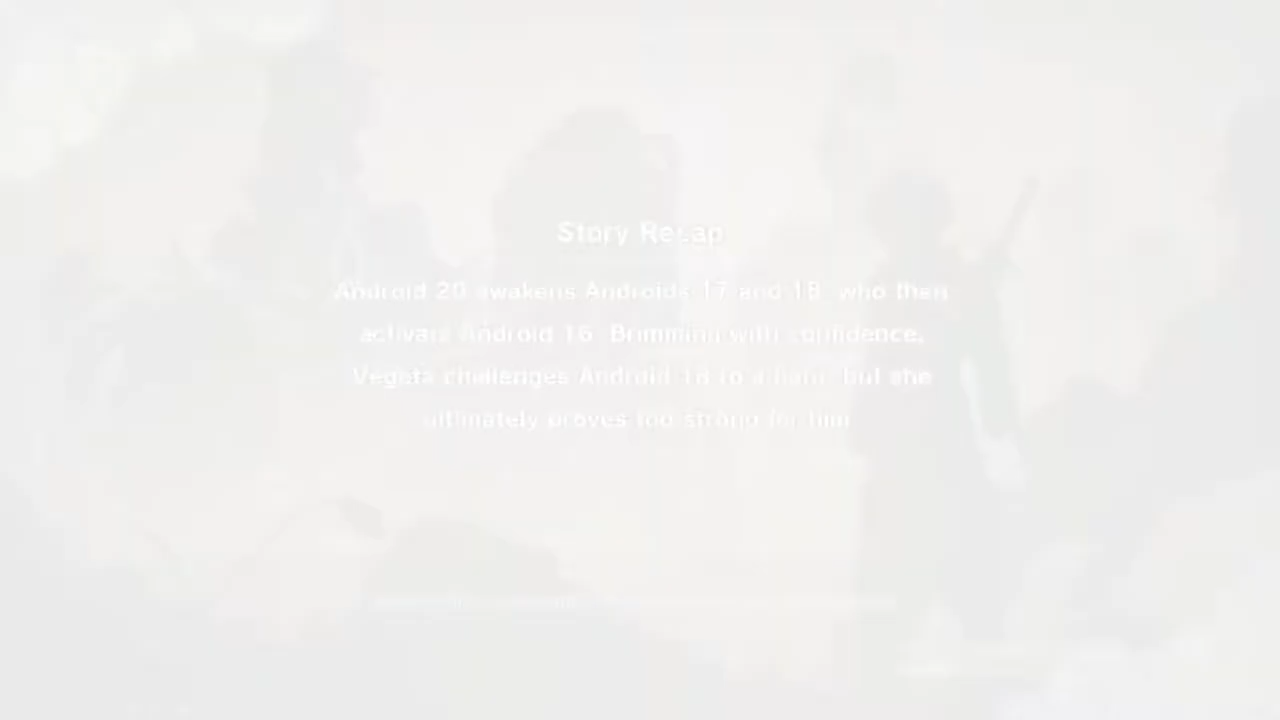 Story Recap
Android 20 awakens Androids 17 and 18, who then
activate Android 16. Brimming with confidence,
Vegeta challenges Android 18 to a battle, but she
ultimately proves too strong for him.